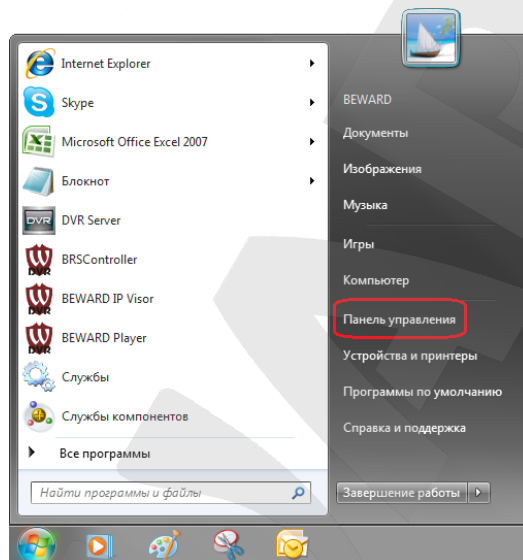 Internet Explorer
Skype
Microsoft Office Excel 2007
Блокнот
DVR Server
BRSController
BEWARD IP Visor
BEWARD Player
Службы
Службы компонентов
Все программы
Найти программы и файлы
BEWARD
Документы
Изображения
Музыка
Игры
Компьютер
Панель управления
Устройства и принтеры
Программы по умолчанию
Справка и поддержка
Завершение работы